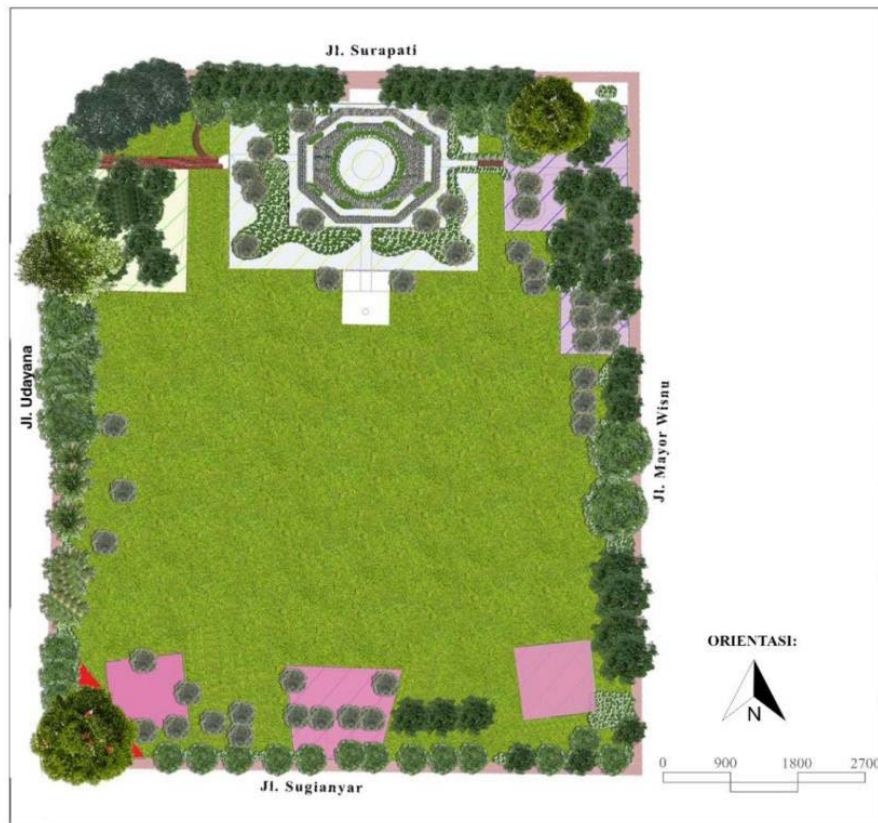 Jl. Surapati
Jl. Udayana
Jl. Mayor Wisnu
ORIENTASI:
N
0 900 1800 2700
Jl. Sugianyar